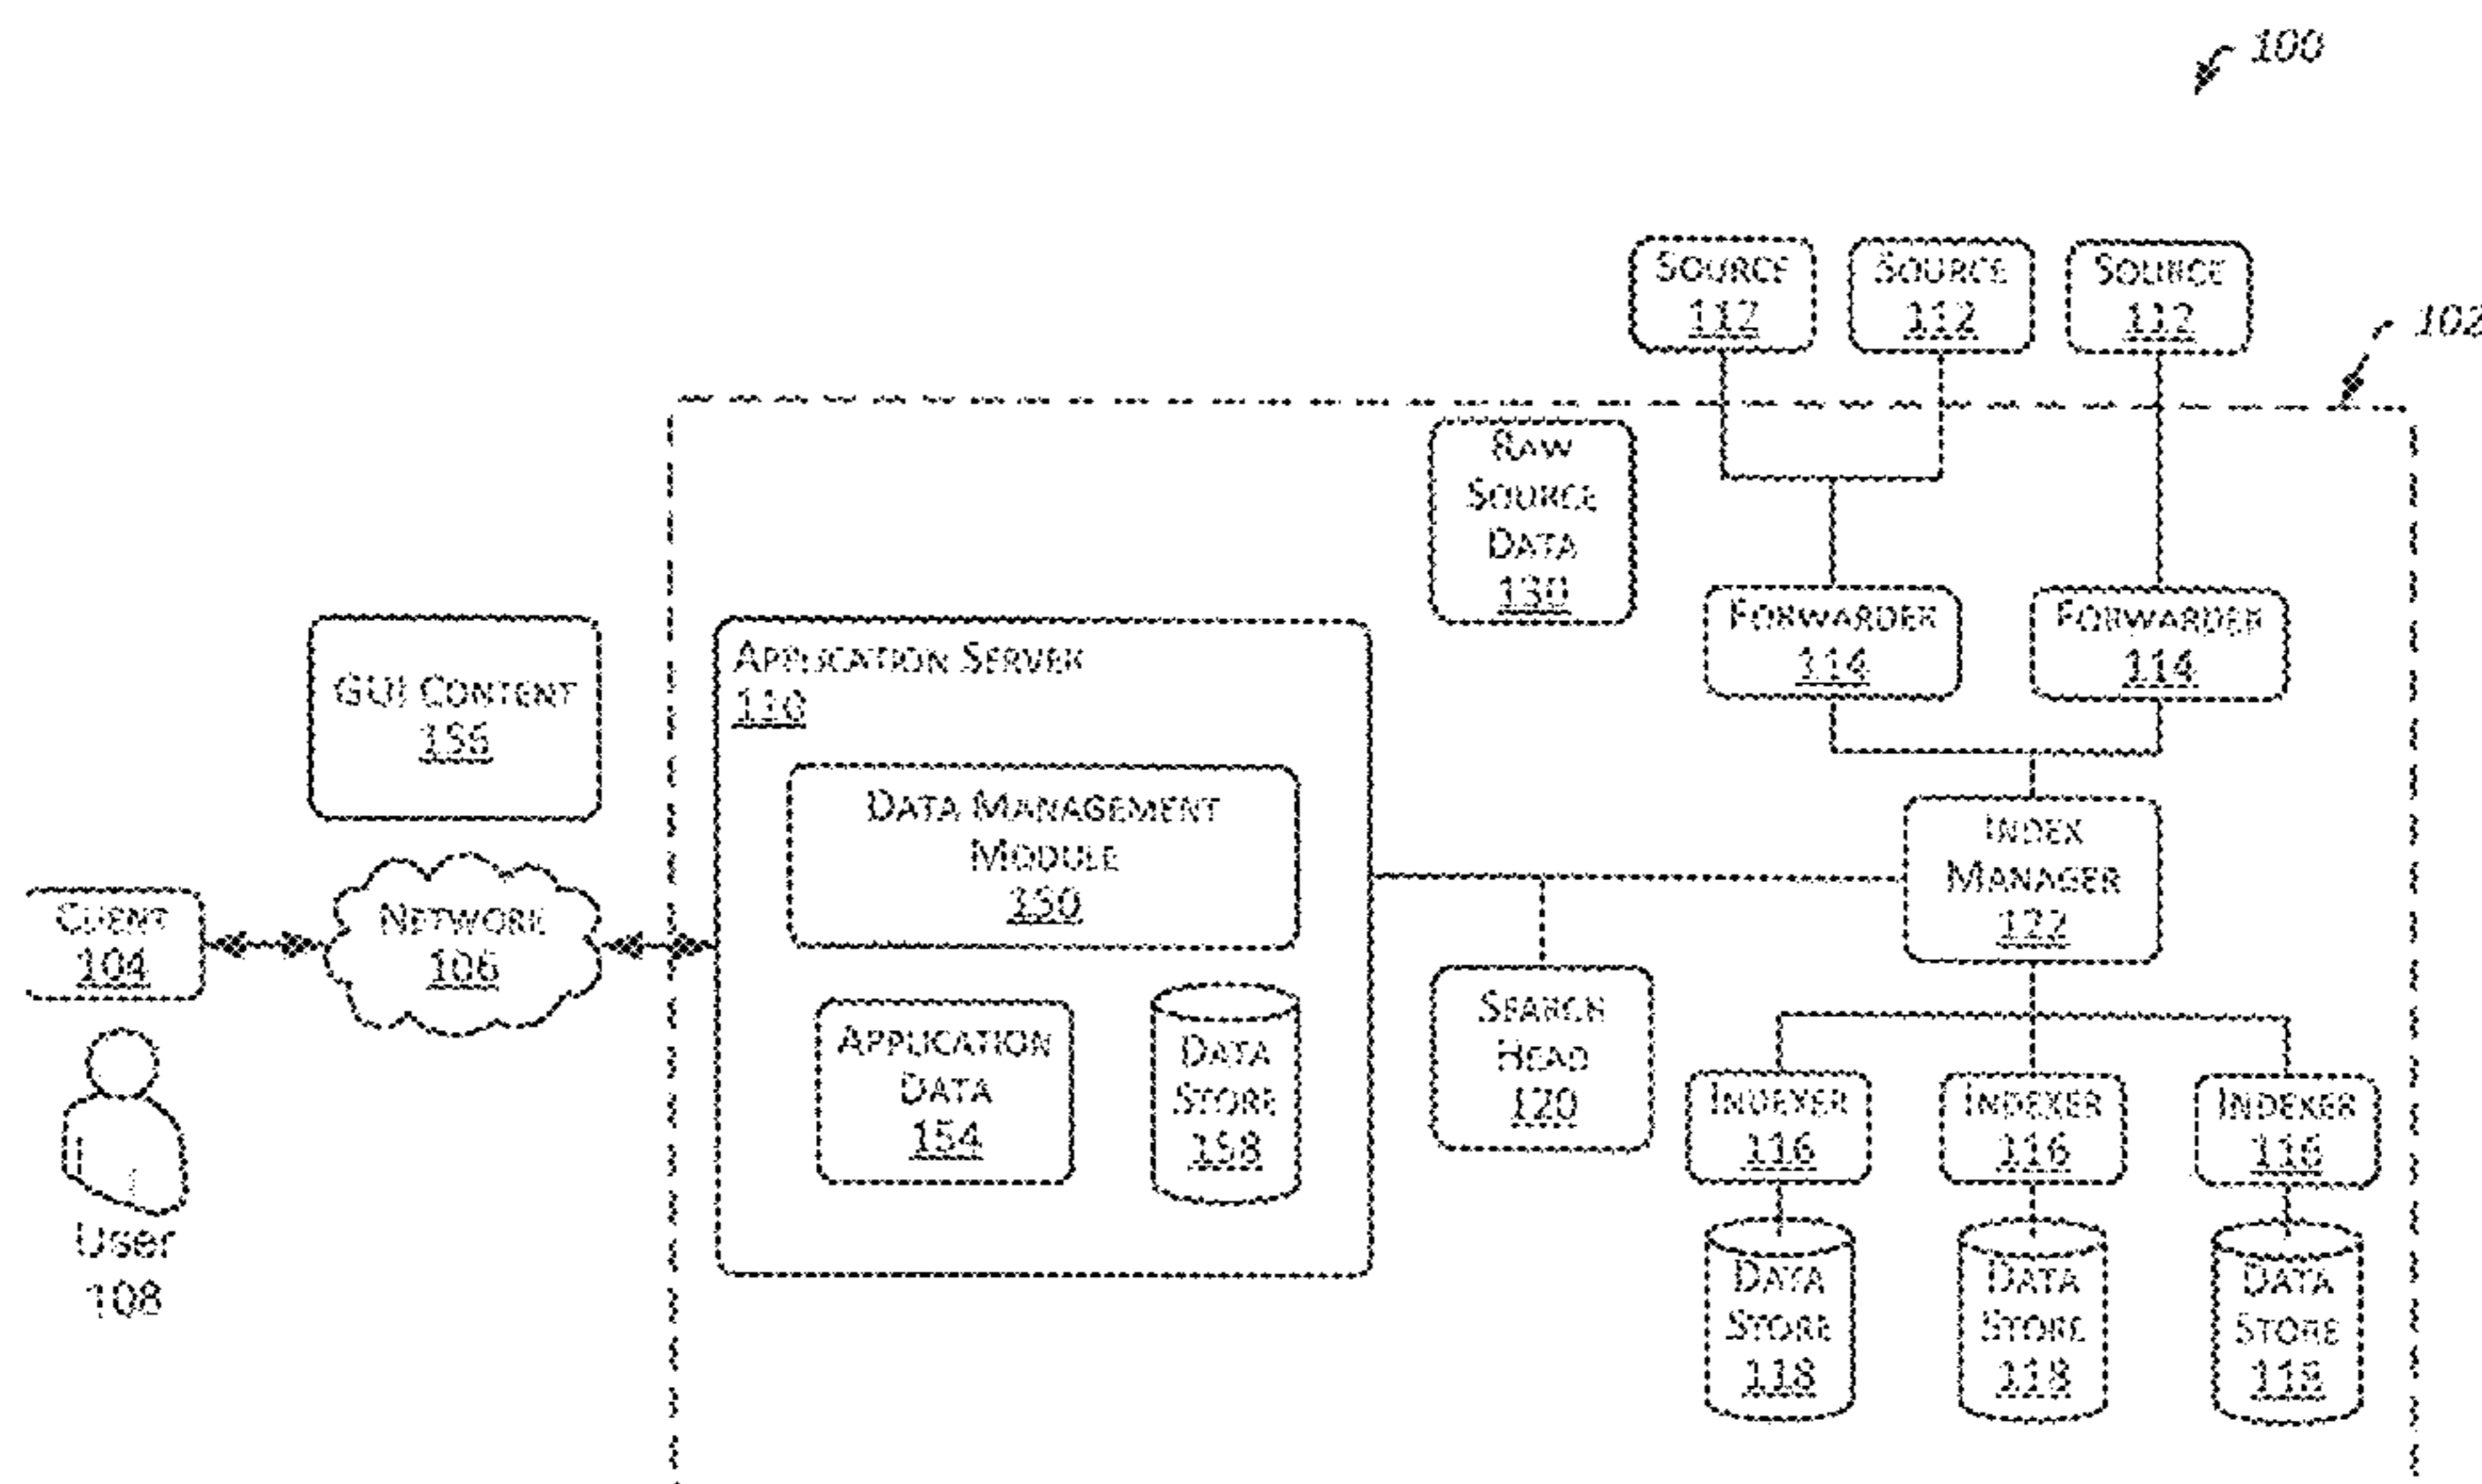 100
SOURCE
112
SOURCE
112
SOURCE
112
102
RAW
SOURCE
DATA
130
FORWARDER
114
FORWARDER
114
GUI CONTENT
156
APPLICATION SERVER
110
DATA MANAGEMENT
MODULE
150
INDEX
MANAGER
122
CLIENT
104
NETWORK
106
APPLICATION
DATA
154
DATA
STORE
158
SEARCH
HEAD
120
INDEXER
116
INDEXER
116
INDEXER
116
User
108
DATA
STORE
118
DATA
STORE
118
DATA
STORE
118